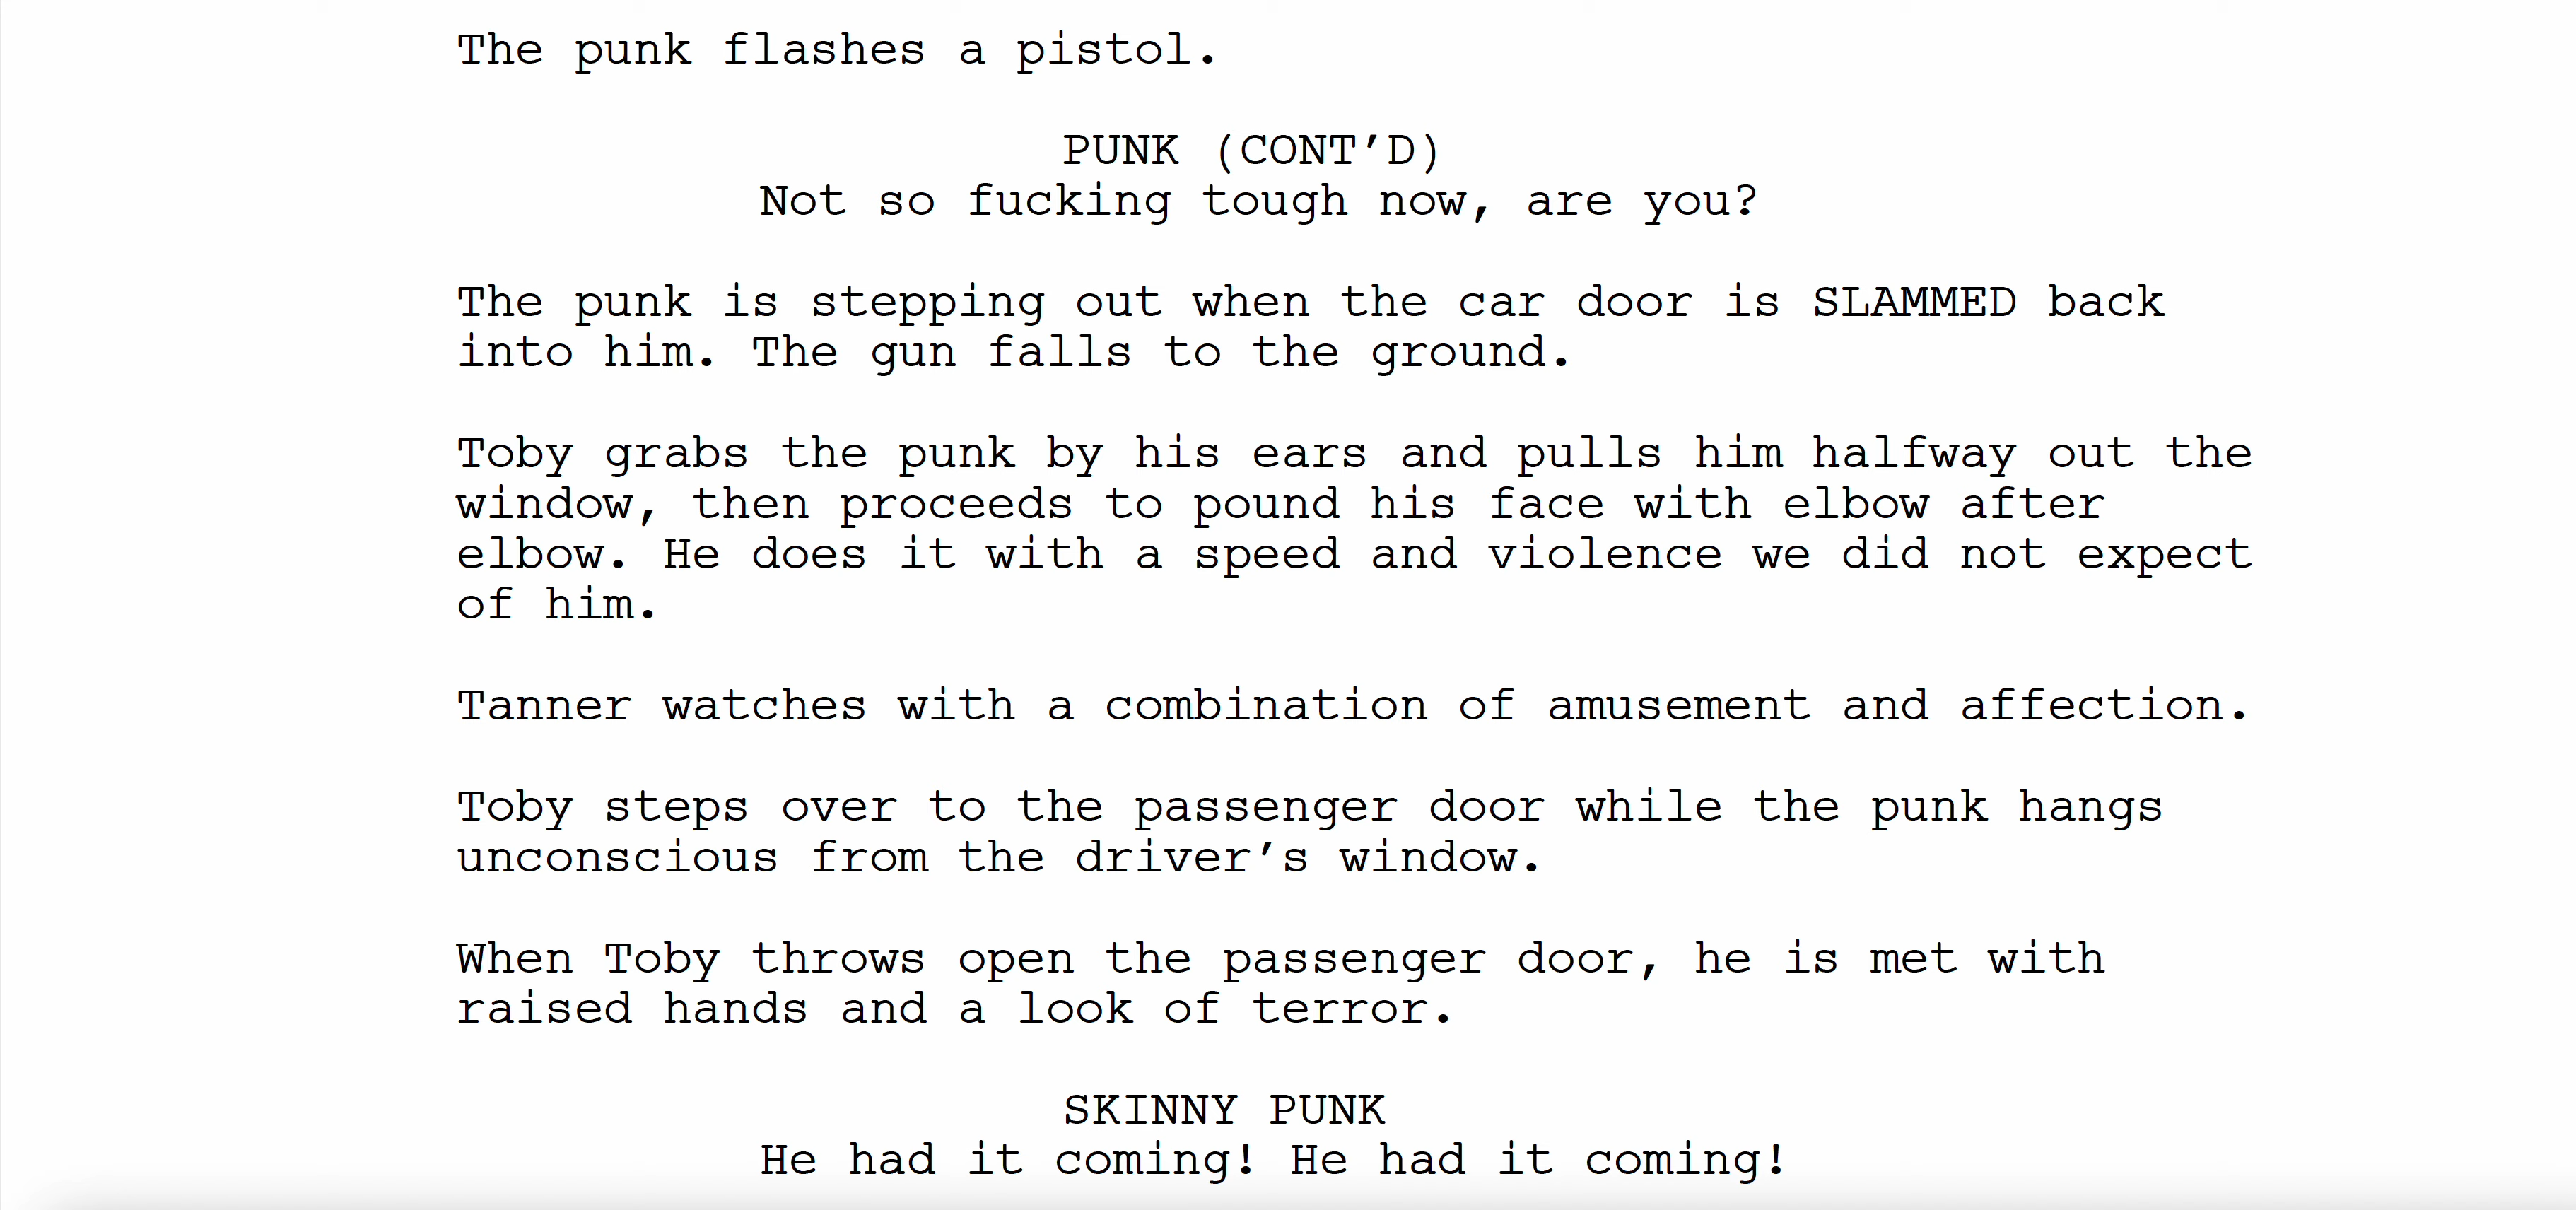 The punk flashes a pistol.
PUNK (CONT’D)
Not so fucking tough now, are you?
The punk is stepping out when the car door is SLAMMED back
into him. The gun falls to the ground.
Toby grabs the punk by his ears and pulls him halfway out the
window, then proceeds to pound his face with elbow after
elbow. He does it with a speed and violence we did not expect
of him.
Tanner watches with a combination of amusement and affection.
Toby steps over to the passenger door while the punk hangs
unconscious from the driver’s window.
When Toby throws open the passenger door, he is met with
raised hands and a look of terror.
SKINNY PUNK
He had it coming! He had it coming!